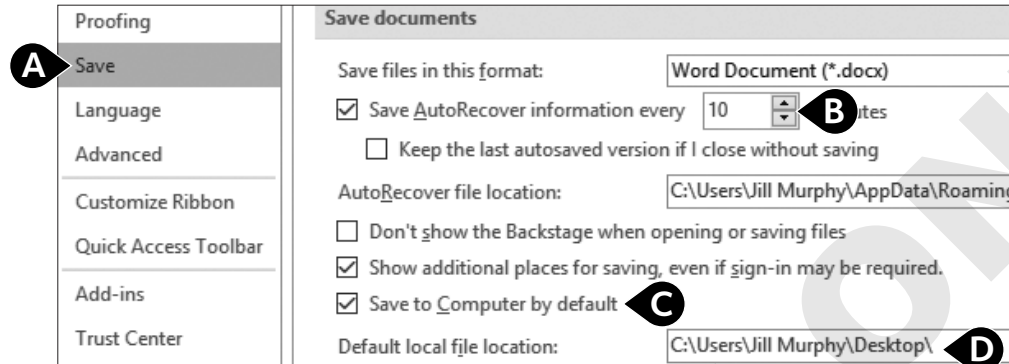 Proofing
A Save
Language
Advanced
Customize Ribbon
Quick Access Toolbar
Add-ins
Trust Center
Save documents
Save files in this format: Word Document (*.docx)
Save AutoRecover information every 10 B utes
Keep the last autosaved version if I close without saving
AutoRecover file location: C:\Users\Jill Murphy\AppData\Roaming
Don't show the Backstage when opening or saving files
Show additional places for saving, even if sign-in may be required.
Save to Computer by default C
Default local file location: C:\Users\Jill Murphy\Desktop\ D
ON